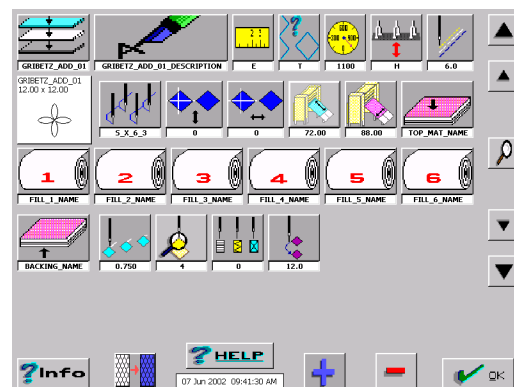 GRIBETZ_ADD_01
GRIBETZ_ADD_01_DESCRIPTION
E
T
1100
H
6.0
GRIBETZ_ADD_01
12.00 x 12.00
5_X_6_3
0
0
72.00
88.00
TOP_MAT_NAME
1
2
3
4
5
6
FILL_1_NAME
FILL_2_NAME
FILL_3_NAME
FILL_4_NAME
FILL_5_NAME
FILL_6_NAME
BACKING_NAME
0.750
4
0
12.0
?Info
?HELP
07 Jun 2002 09:41:30 AM
OK